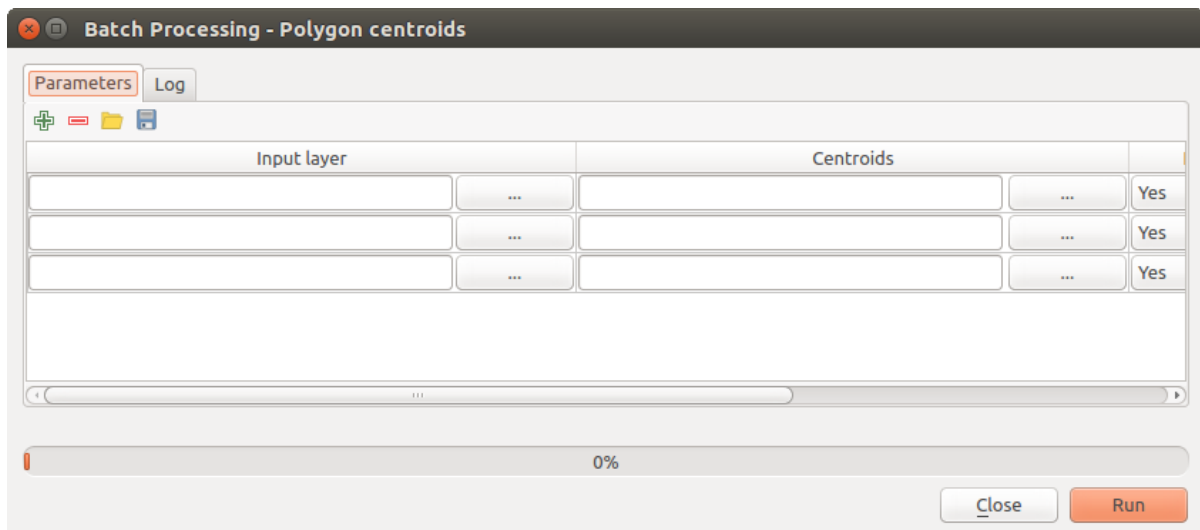 Batch Processing - Polygon centroids
Parameters Log
Input layer Centroids
... ... Yes
... ... Yes
... ... Yes
0%
Close Run